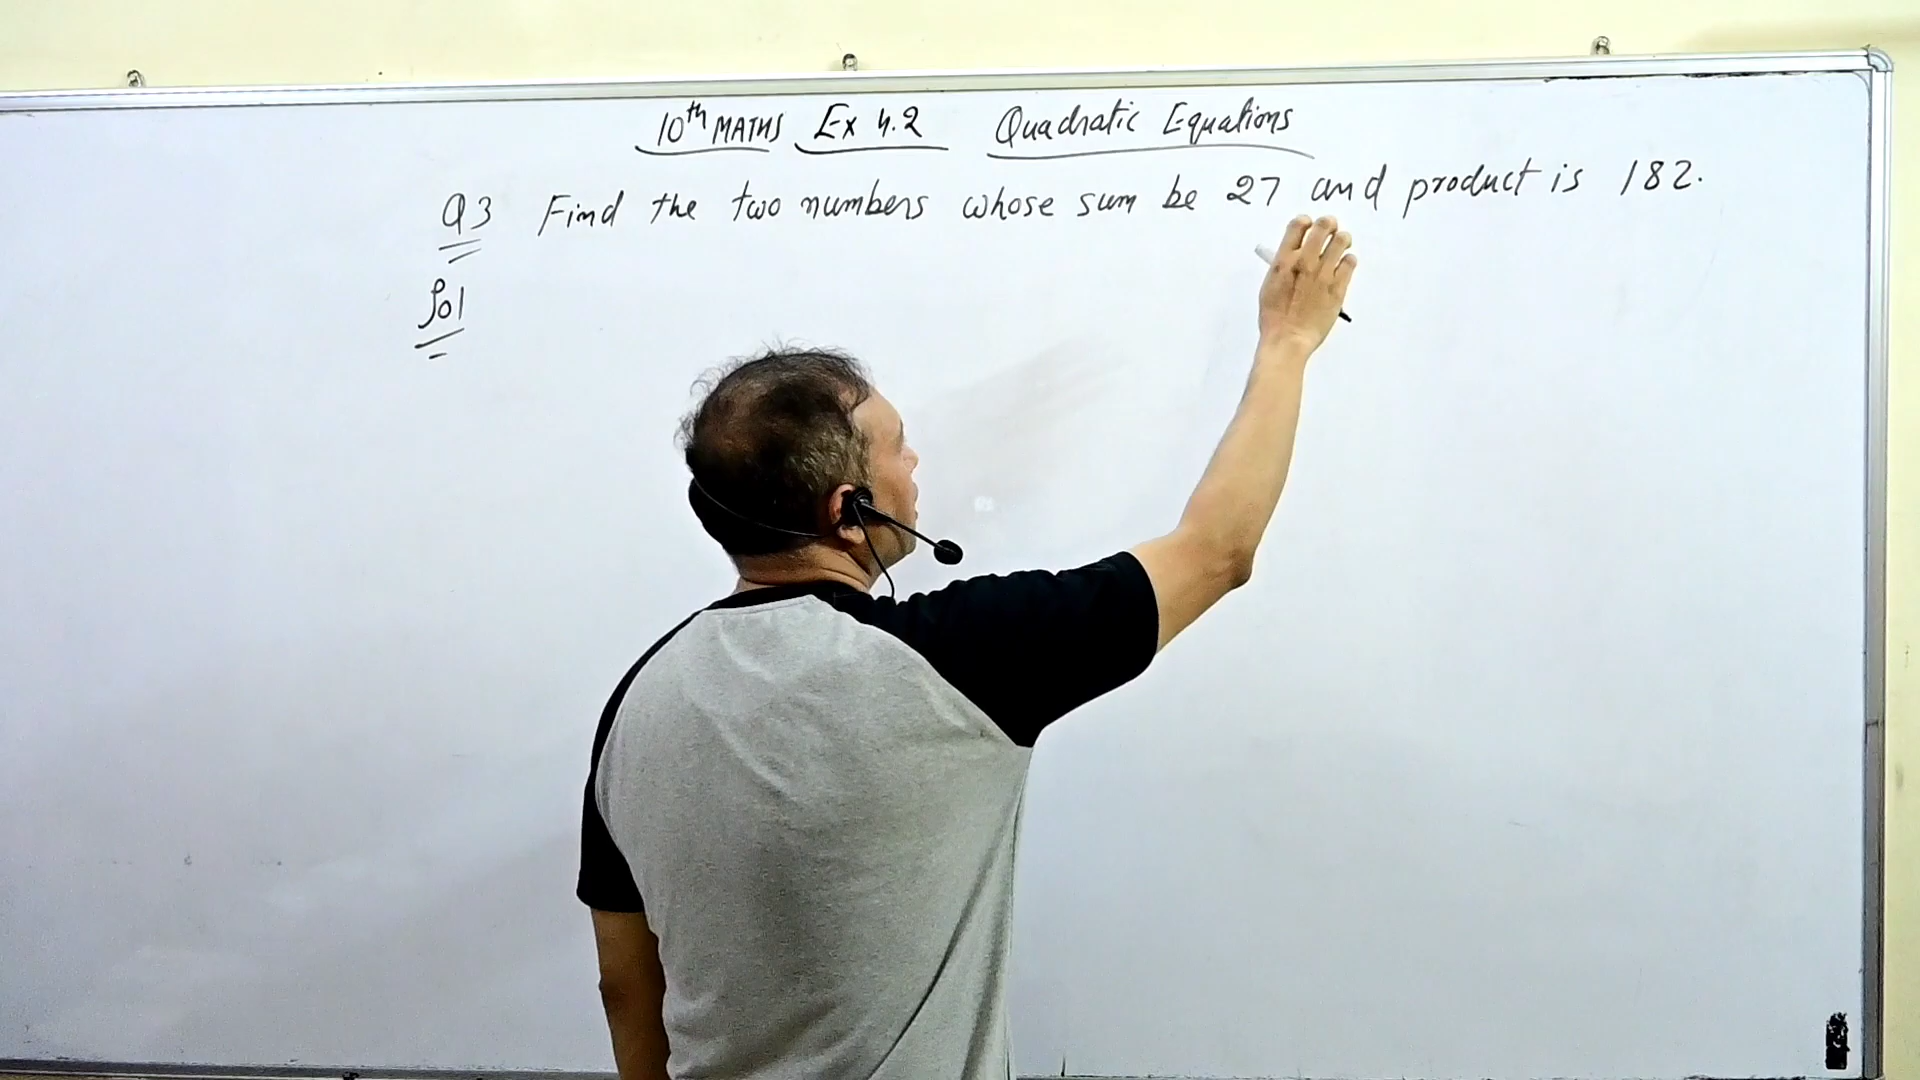 10th MATHS Ex 4.2 Quadratic Equations
Q3 Find the two numbers whose sum be 27 and product is 182.
Sol